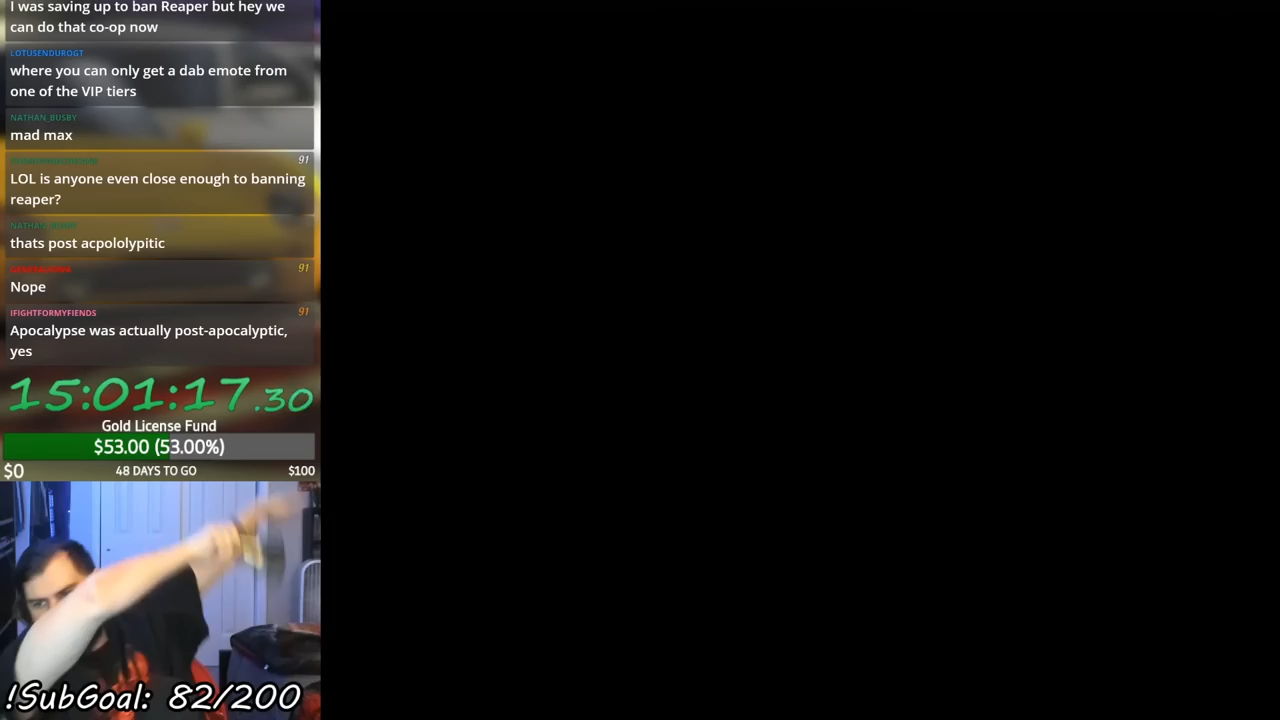 I was saving up to ban Reaper but hey we
can do that co-op now
LOTUSENDUROGT
where you can only get a dab emote from
one of the VIP tiers
NATHAN_BUSBY
mad max
91
LOL is anyone even close enough to banning
reaper?
NATHAN_BUSBY
thats post acpololypitic
91
Nope
IFIGHTFORMYFIENDS 91
Apocalypse was actually post-apocalyptic,
yes
15:01:17.30
Gold License Fund
$53.00 (53.00%)
$0 48 DAYS TO GO $100
!SubGoal: 82/200